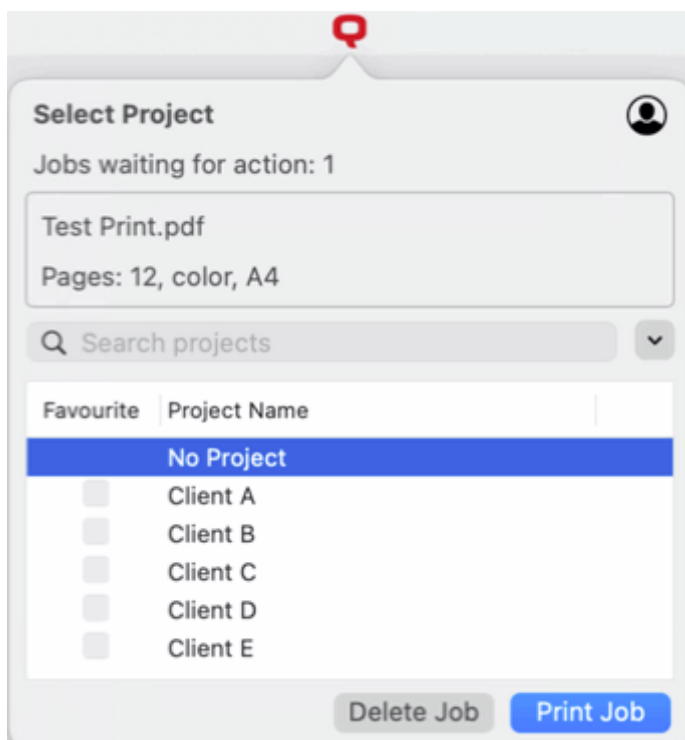 Q
Select Project
Jobs waiting for action: 1
Test Print.pdf
Pages: 12, color, A4
Search projects
Favourite Project Name
No Project
Client A
Client B
Client C
Client D
Client E
Delete Job Print Job